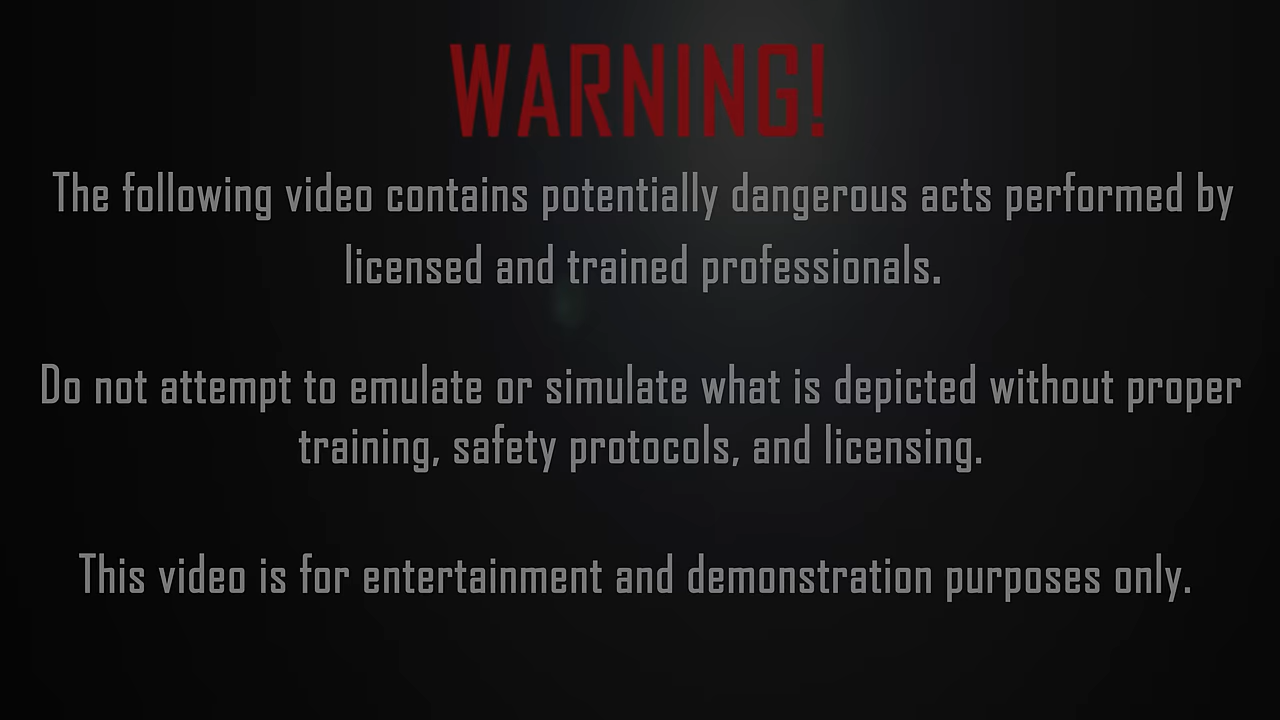 WARNING!
The following video contains potentially dangerous acts performed by
licensed and trained professionals.
Do not attempt to emulate or simulate what is depicted without proper
training, safety protocols, and licensing.
This video is for entertainment and demonstration purposes only.